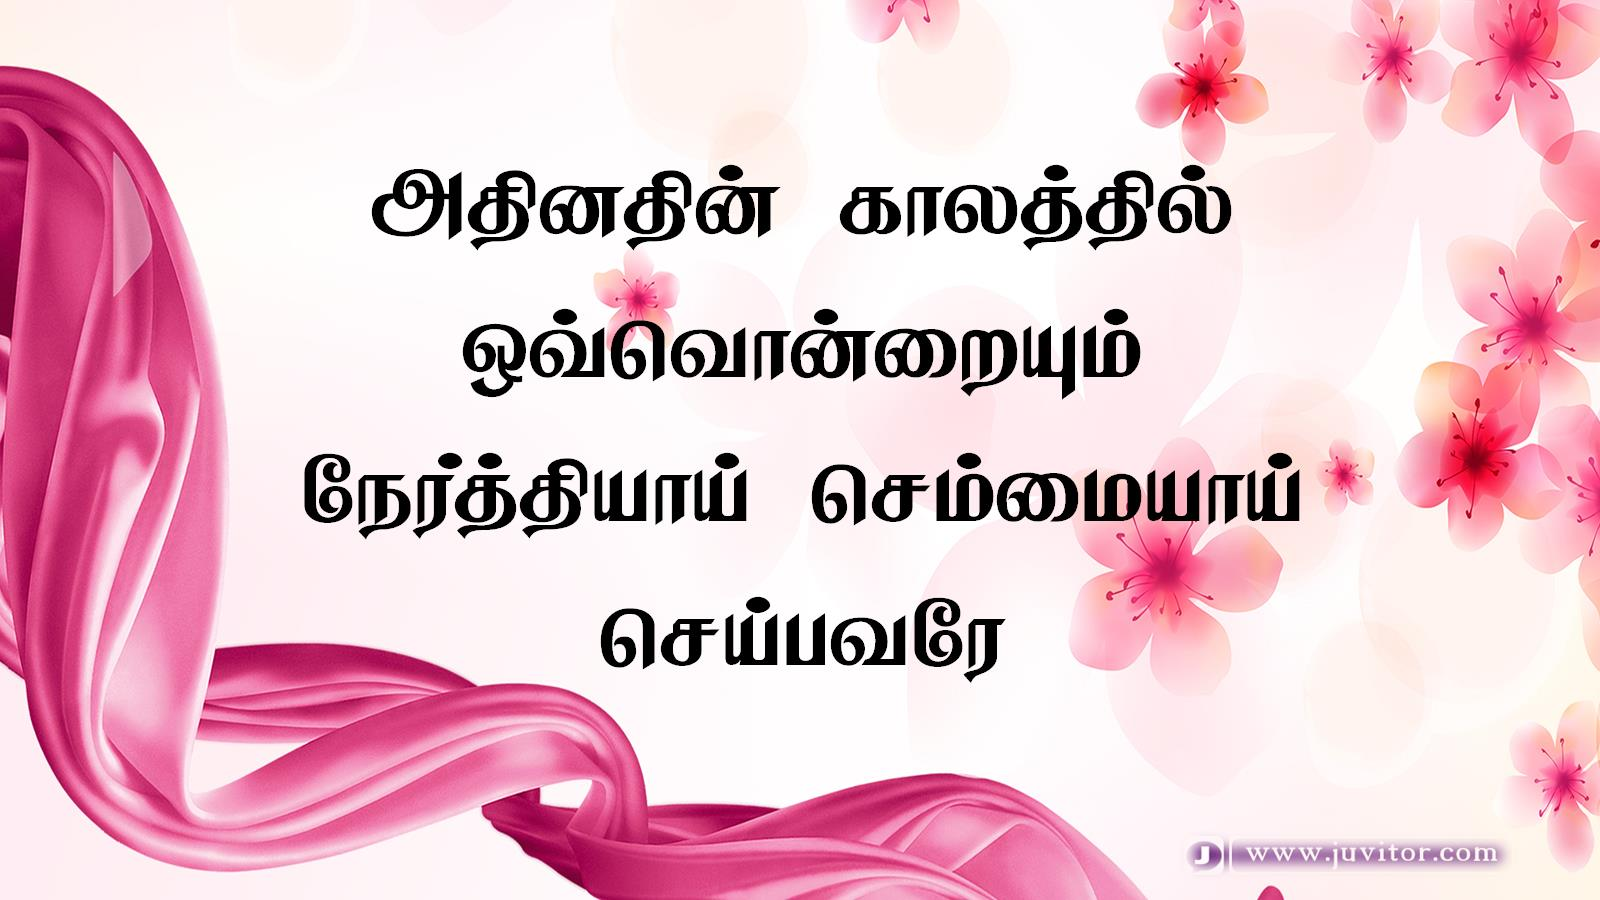 அதினதின் காலத்தில்
ஒவ்வொன்றையும்
நேர்த்தியாய் செம்மையாய்
செய்பவரே
J www.juvitor.com